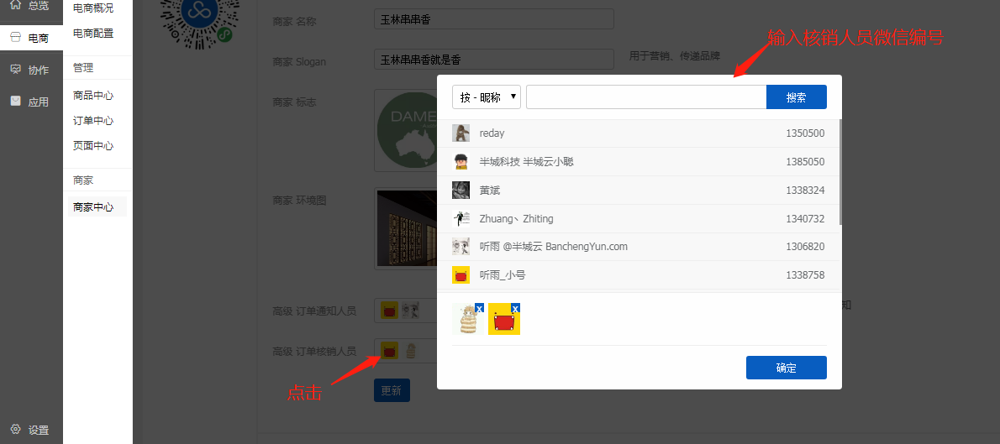 总览
电商
协作
应用
设置
电商概况
电商配置
管理
商品中心
订单中心
页面中心
商家
商家中心
商家 名称
玉林串串香
商家 Slogan
玉林串串香就是香
用于营销、传递品牌
商家 标志
DAME
商家 环境图
高级 订单通知人员
知
高级 订单核销人员
更新
点击
输入核销人员微信编号
按 - 昵称
搜索
reday 1350500
半城科技 半城云小聪 1385050
黄斌 1338324
Zhuang丶Zhiting 1340732
听雨 @半城云 BanchengYun.com 1306820
听雨_小号 1338758
x x
确定